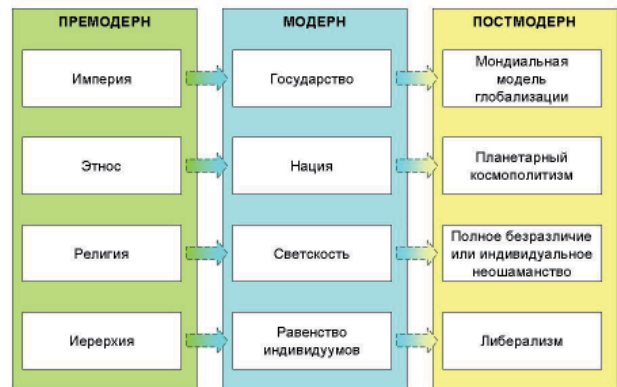 ПРЕМОДЕРН
МОДЕРН
ПОСТМОДЕРН
Империя
Государство
Мондиальная
модель
глобализации
Этнос
Нация
Планетарный
космополитизм
Религия
Светскость
Полное безразличие
или индивидуальное
неошаманство
Иерерхия
Равенство
индивидуумов
Либерализм